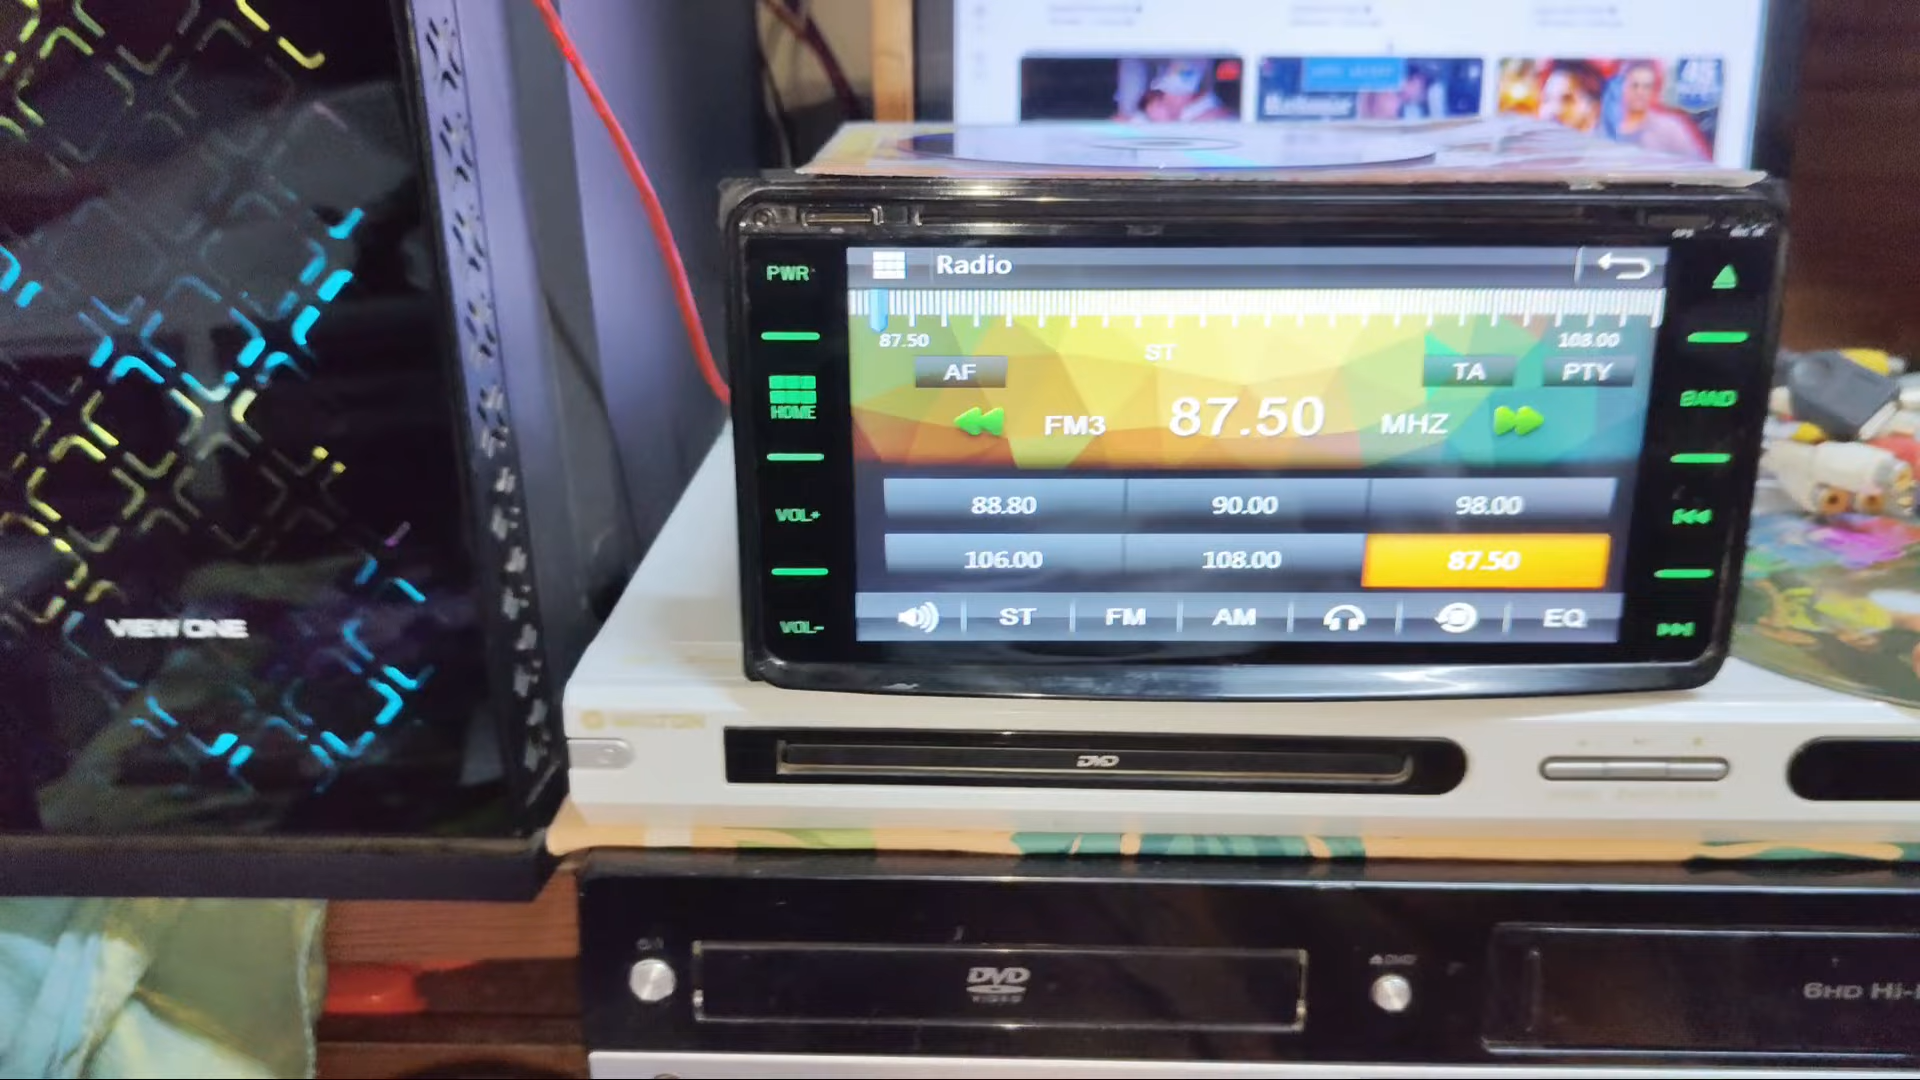 Radio
PWR
87.50
ST
108.00
AF
TA
PTY
HOME
BAND
FM3
87.50
MHZ
88.80
90.00
98.00
VOL+
106.00
108.00
87.50
ST
FM
AM
EQ
VOL-
VIEW ONE
DVD
DVD
VIDEO
6HD Hi-